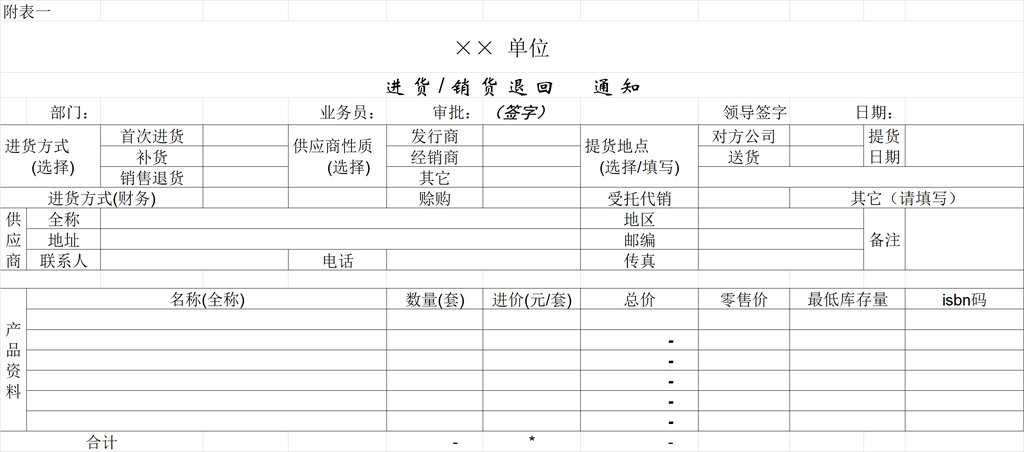 附表一
×× 单位
进货/销货退回 通知
部门： 业务员： 审批：（签字） 领导签字 日期：
进货方式
(选择)
首次进货
补货
销售退货
供应商性质
(选择)
发行商
经销商
其它
提货地点
(选择/填写)
对方公司
送货
提货
日期
进货方式(财务) 赊购 受托代销 其它（请填写）
供应商
全称 地区
地址 邮编
联系人 电话 传真
备注
产品资料
名称(全称) 数量(套) 进价(元/套) 总价 零售价 最低库存量 isbn码
-
-
-
-
-
合计 - * -